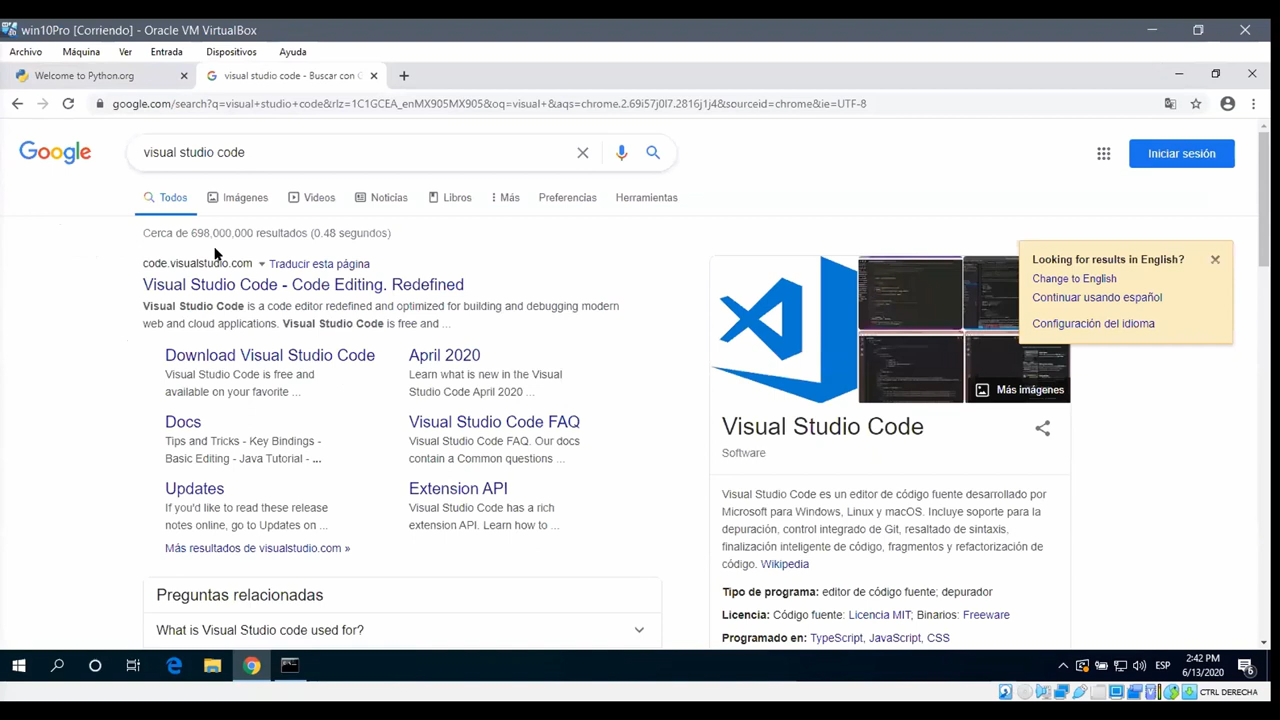 win10Pro [Corriendo] - Oracle VM VirtualBox
Archivo Máquina Ver Entrada Dispositivos Ayuda
Welcome to Python.org
visual studio code - Buscar con G
google.com/search?q=visual+studio+code&rlz=1C1GCEA_enMX905MX905&oq=visual+&aqs=chrome.2.69i57j0l7.2816j1j4&sourceid=chrome&ie=UTF-8
Google
visual studio code
Iniciar sesión
Todos Imágenes Videos Noticias Libros Más Preferencias Herramientas
Cerca de 698,000,000 resultados (0.48 segundos)
code.visualstudio.com Traducir esta página
Visual Studio Code - Code Editing. Redefined
Visual Studio Code is a code editor redefined and optimized for building and debugging modern
web and cloud applications. Visual Studio Code is free and ...
Download Visual Studio Code
Visual Studio Code is free and
available on your favorite ...
April 2020
Learn what is new in the Visual
Studio Code April 2020 ...
Docs
Tips and Tricks - Key Bindings -
Basic Editing - Java Tutorial - ...
Visual Studio Code FAQ
Visual Studio Code FAQ. Our docs
contain a Common questions ...
Updates
If you'd like to read these release
notes online, go to Updates on ...
Extension API
Visual Studio Code has a rich
extension API. Learn how to ...
Más resultados de visualstudio.com »
Preguntas relacionadas
What is Visual Studio code used for?
Looking for results in English?
Change to English
Continuar usando español
Configuración del idioma
Más imágenes
Visual Studio Code
Software
Visual Studio Code es un editor de código fuente desarrollado por
Microsoft para Windows, Linux y macOS. Incluye soporte para la
depuración, control integrado de Git, resaltado de sintaxis,
finalización inteligente de código, fragmentos y refactorización de
código. Wikipedia
Tipo de programa: editor de código fuente; depurador
Licencia: Código fuente: Licencia MIT; Binarios: Freeware
Programado en: TypeScript, JavaScript, CSS
ESP
2:42 PM
6/13/2020
6
CTRL DERECHA